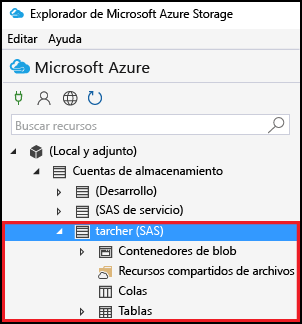 Explorador de Microsoft Azure Storage
Editar Ayuda
Microsoft Azure
Buscar recursos
(Local y adjunto)
Cuentas de almacenamiento
(Desarrollo)
(SAS de servicio)
tarcher (SAS)
Contenedores de blob
Recursos compartidos de archivos
Colas
Tablas